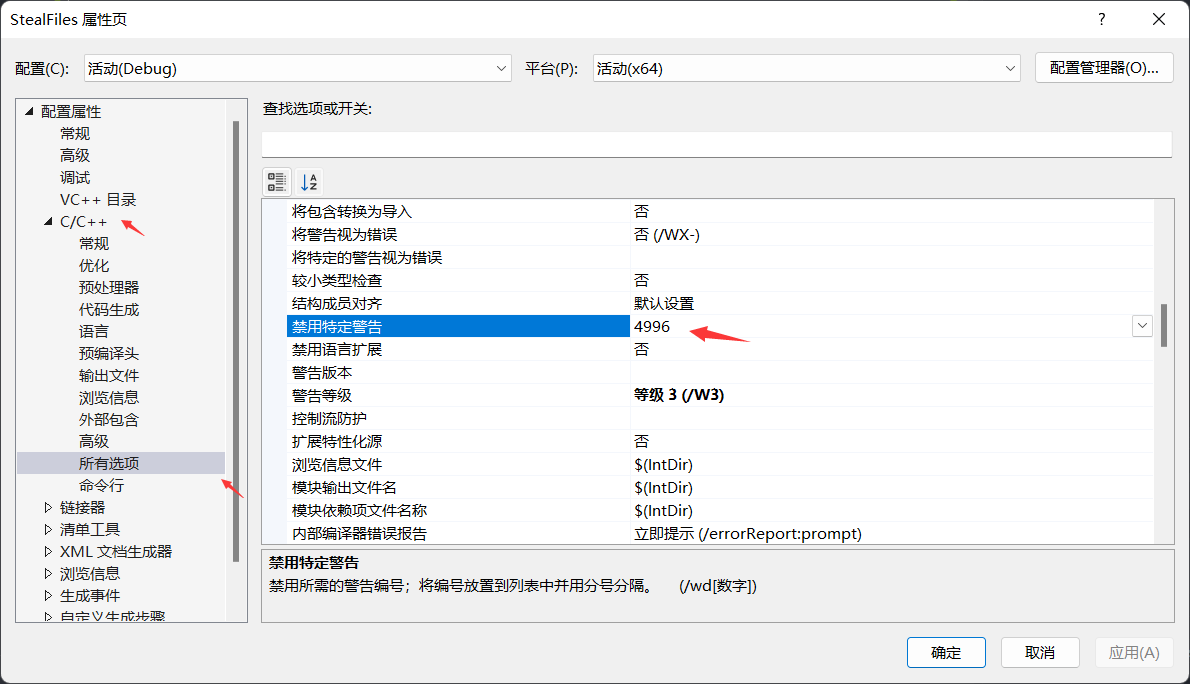 StealFiles 属性页
?
配置(C):
活动(Debug)
平台(P):
活动(x64)
配置管理器(O)...
配置属性
常规
高级
调试
VC++ 目录
C/C++
常规
优化
预处理器
代码生成
语言
预编译头
输出文件
浏览信息
外部包含
高级
所有选项
命令行
链接器
清单工具
XML 文档生成器
浏览信息
生成事件
自定义生成步骤
查找选项或开关:
将包含转换为导入 否
将警告视为错误 否 (/WX-)
将特定的警告视为错误
较小类型检查 否
结构成员对齐 默认设置
禁用特定警告 4996
禁用语言扩展 否
警告版本
警告等级 等级 3 (/W3)
控制流防护
扩展特性化源 否
浏览信息文件 $(IntDir)
模块输出文件名 $(IntDir)
模块依赖项文件名称 $(IntDir)
内部编译器错误报告 立即提示 (/errorReport:prompt)
禁用特定警告
禁用所需的警告编号；将编号放置到列表中并用分号分隔。 (/wd[数字])
确定
取消
应用(A)